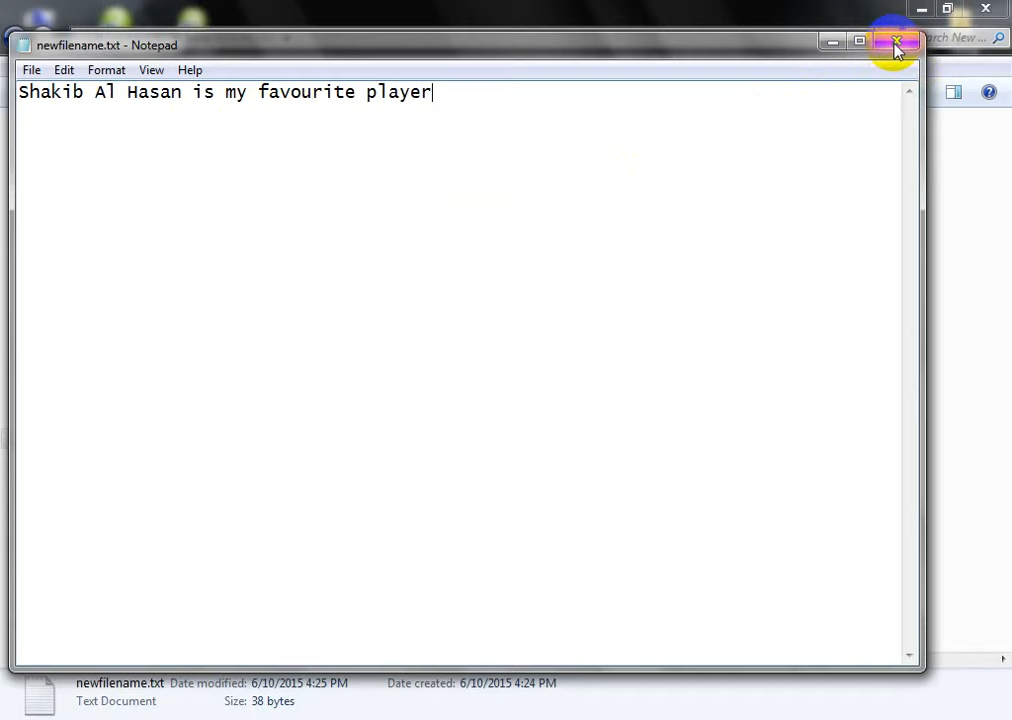 newfilename.txt - Notepad
File Edit Format View Help
Shakib Al Hasan is my favourite player
arch New ...
newfilename.txt Date modified: 6/10/2015 4:25 PM Date created: 6/10/2015 4:24 PM
Text Document Size: 38 bytes